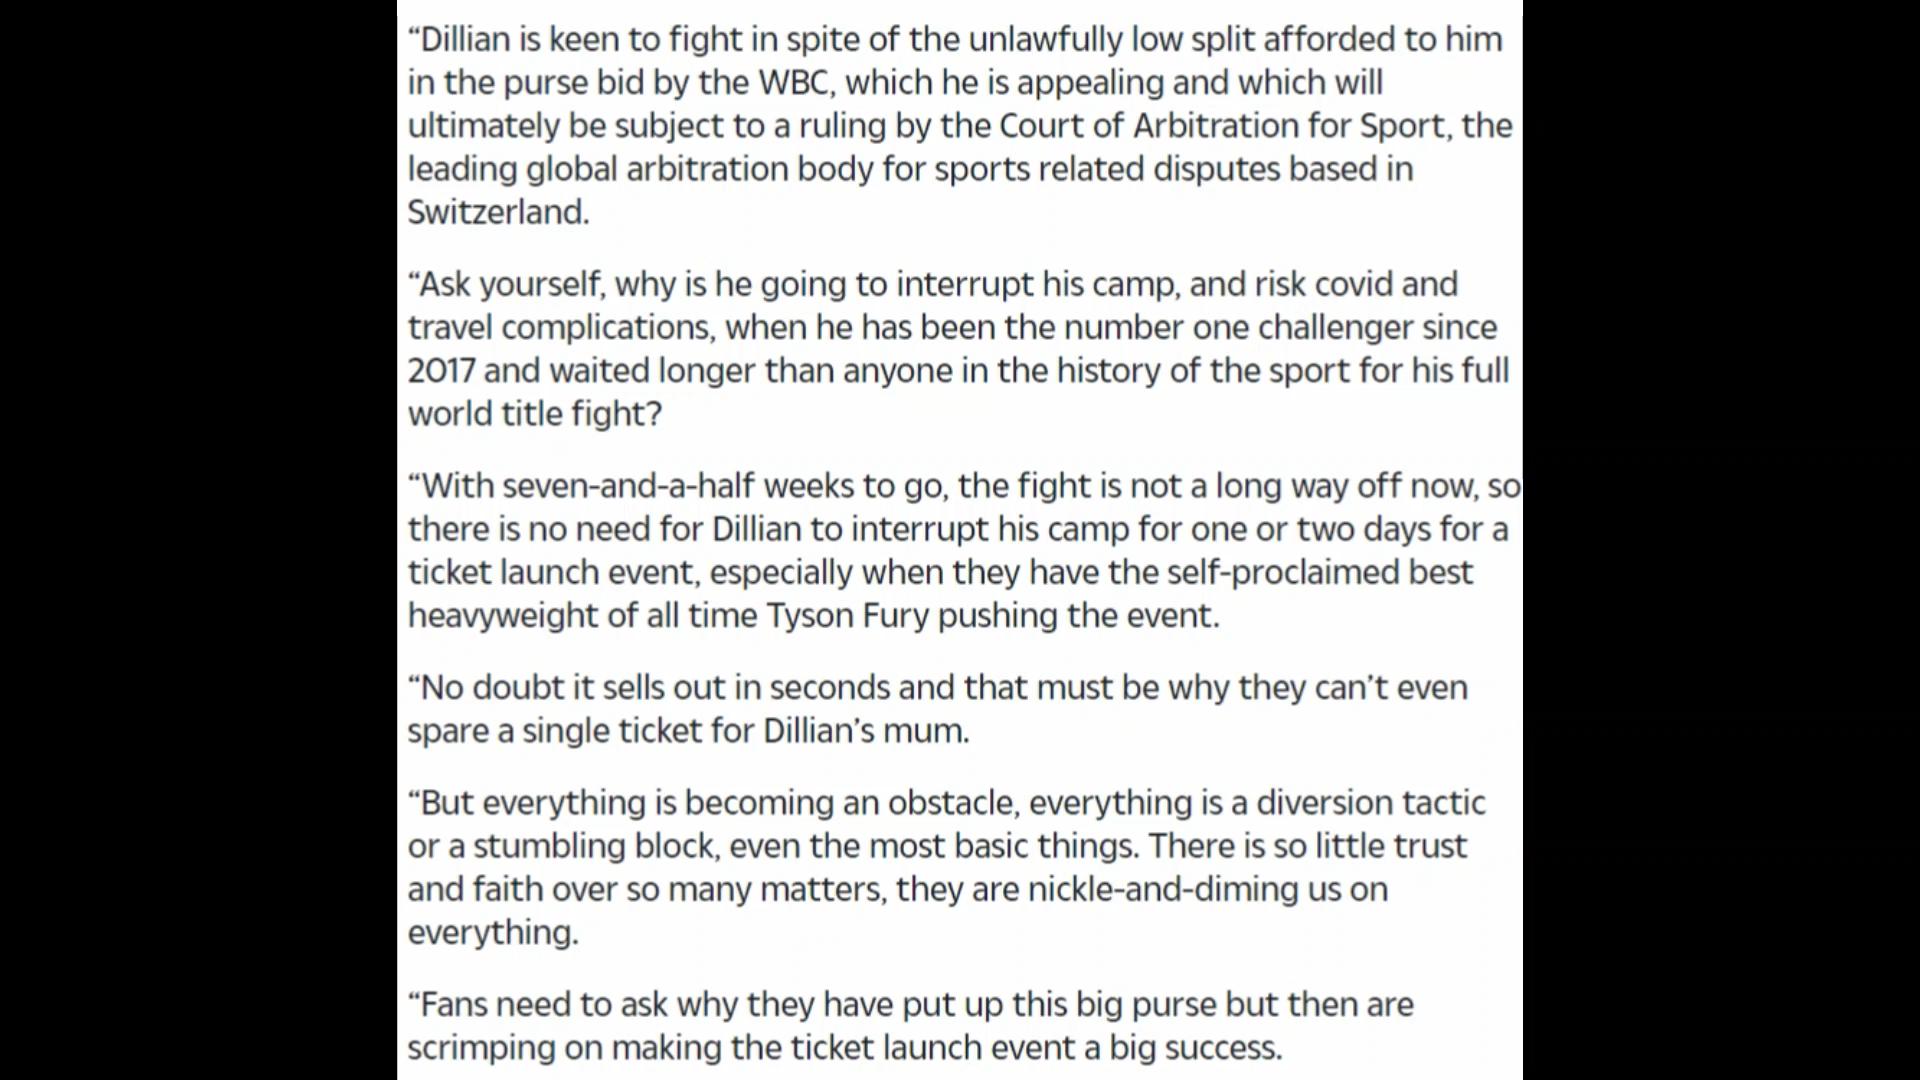 “Dillian is keen to fight in spite of the unlawfully low split afforded to him
in the purse bid by the WBC, which he is appealing and which will
ultimately be subject to a ruling by the Court of Arbitration for Sport, the
leading global arbitration body for sports related disputes based in
Switzerland.
“Ask yourself, why is he going to interrupt his camp, and risk covid and
travel complications, when he has been the number one challenger since
2017 and waited longer than anyone in the history of the sport for his full
world title fight?
“With seven-and-a-half weeks to go, the fight is not a long way off now, so
there is no need for Dillian to interrupt his camp for one or two days for a
ticket launch event, especially when they have the self-proclaimed best
heavyweight of all time Tyson Fury pushing the event.
“No doubt it sells out in seconds and that must be why they can’t even
spare a single ticket for Dillian’s mum.
“But everything is becoming an obstacle, everything is a diversion tactic
or a stumbling block, even the most basic things. There is so little trust
and faith over so many matters, they are nickle-and-diming us on
everything.
“Fans need to ask why they have put up this big purse but then are
scrimping on making the ticket launch event a big success.